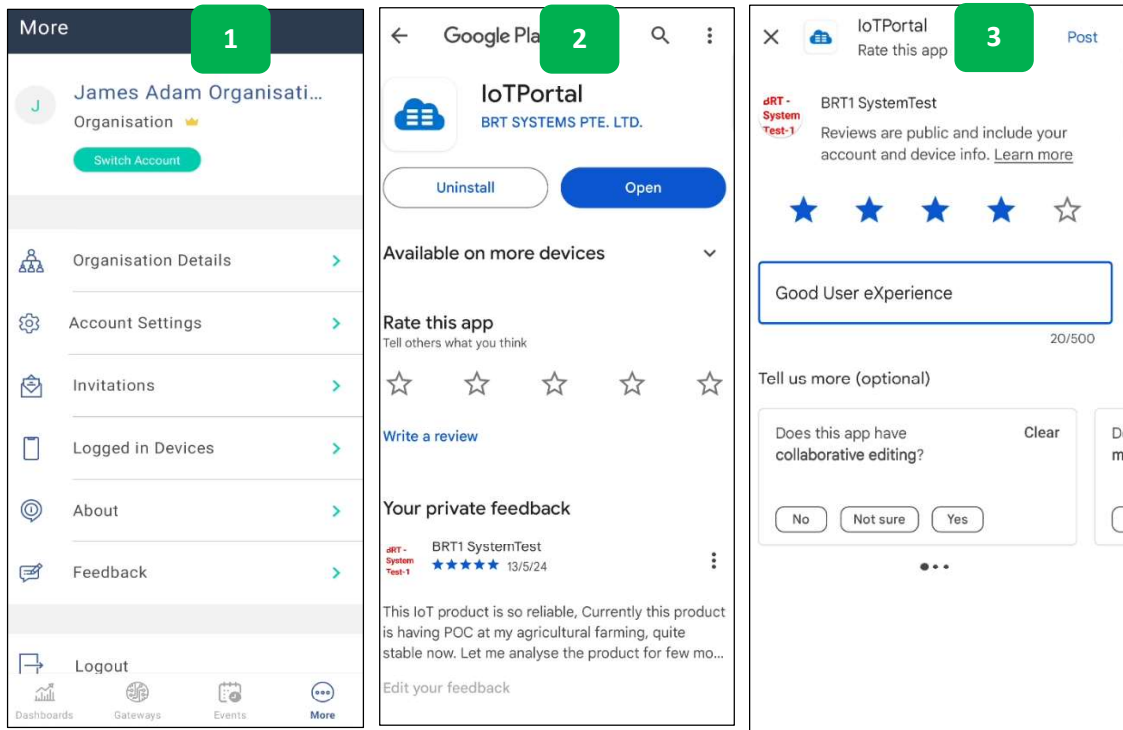 More
1
J
James Adam Organisati...
Organisation
Switch Account
Organisation Details
Account Settings
Invitations
Logged in Devices
About
Feedback
Logout
Dashboards
Gateways
Events
More
Google Pla
2
IoTPortal
BRT SYSTEMS PTE. LTD.
Uninstall
Open
Available on more devices
Rate this app
Tell others what you think
Write a review
Your private feedback
BRT -
System
Test-1
BRT1 SystemTest
13/5/24
This IoT product is so reliable, Currently this product
is having POC at my agricultural farming, quite
stable now. Let me analyse the product for few mo...
Edit your feedback
IoTPortal
Rate this app
3
Post
BRT -
System
Test-1
BRT1 SystemTest
Reviews are public and include your
account and device info. Learn more
Good User eXperience
20/500
Tell us more (optional)
Does this app have
collaborative editing?
Clear
No
Not sure
Yes
D
m